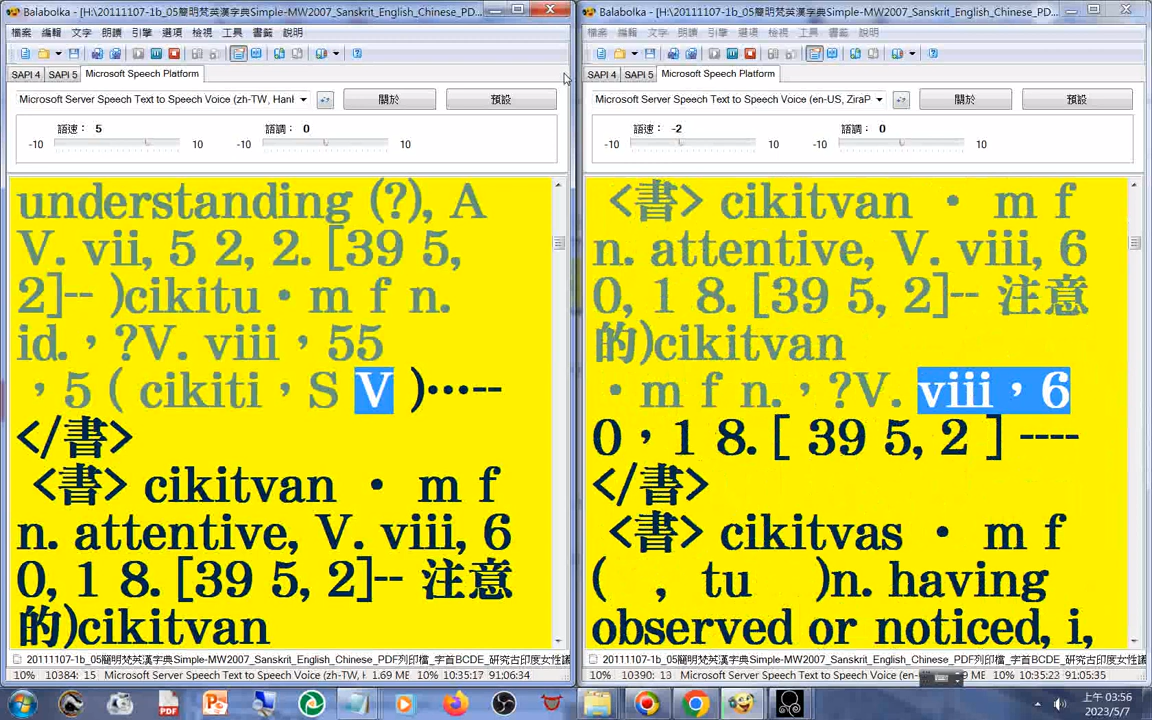 Balabolka - [H:\20111107-1b_05簡明梵英漢字典Simple-MW2007_Sanskrit_English_Chinese_PD...
檔案 編輯 文字 朗讀 引擎 選項 檢視 工具 書籤 說明
SAPI 4 SAPI 5 Microsoft Speech Platform
Microsoft Server Speech Text to Speech Voice (zh-TW, Hanl
關於 預設
語速： 5 語調： 0
-10 10 -10 10
understanding (?), A
V. vii, 5 2, 2. [39 5,
2]-- )cikitu・m f n.
id.，?V. viii，55
，5 ( cikiti，S V )···--
</書>
<書> cikitvan ・ m f
n. attentive, V. viii, 6
0, 1 8. [39 5, 2]-- 注意
的)cikitvan
20111107-1b_05簡明梵英漢字典Simple-MW2007_Sanskrit_English_Chinese_PDF列印檔_字首BCDE_研究古印度女性議
10% 10384: 15 Microsoft Server Speech Text to Speech Voice (zh-TW, H 1.69 MB 10% 10:35:17 91:06:34
Balabolka - [H:\20111107-1b_05簡明梵英漢字典Simple-MW2007_Sanskrit_English_Chinese_PD...
檔案 編輯 文字 朗讀 引擎 選項 檢視 工具 書籤 說明
SAPI 4 SAPI 5 Microsoft Speech Platform
Microsoft Server Speech Text to Speech Voice (en-US, ZiraP
關於 預設
語速： -2 語調： 0
-10 10 -10 10
<書> cikitvan ・ m f
n. attentive, V. viii, 6
0, 1 8. [39 5, 2]-- 注意
的)cikitvan
・m f n.，?V. viii，6
0，1 8. [ 39 5, 2 ] ----
</書>
<書> cikitvas ・ m f
( , tu )n. having
observed or noticed, i,
20111107-1b_05簡明梵英漢字典Simple-MW2007_Sanskrit_English_Chinese_PDF列印檔_字首BCDE_研究古印度女性議
10% 10390: 13 Microsoft Server Speech Text to Speech Voice (en-US, Z ME 10% 10:35:23 91:05:35
上午 03:56
2023/5/7